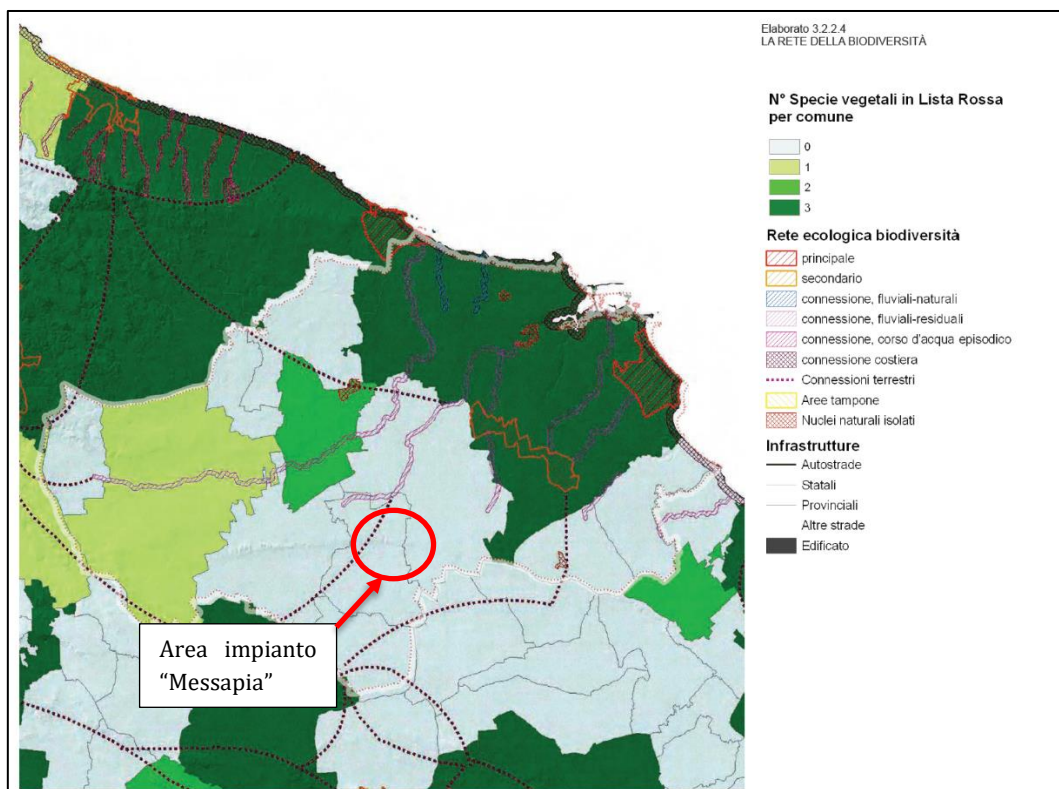 Elaborato 3.2.2.4
LA RETE DELLA BIODIVERSITÀ
N° Specie vegetali in Lista Rossa
per comune
0
1
2
3
Rete ecologica biodiversità
principale
secondario
connessione, fluviali-naturali
connessione, fluviali-residuali
connessione, corso d'acqua episodico
connessione costiera
Connessioni terrestri
Aree tampone
Nuclei naturali isolati
Infrastrutture
Autostrade
Statali
Provinciali
Altre strade
Edificato
Area impianto
“Messapia”